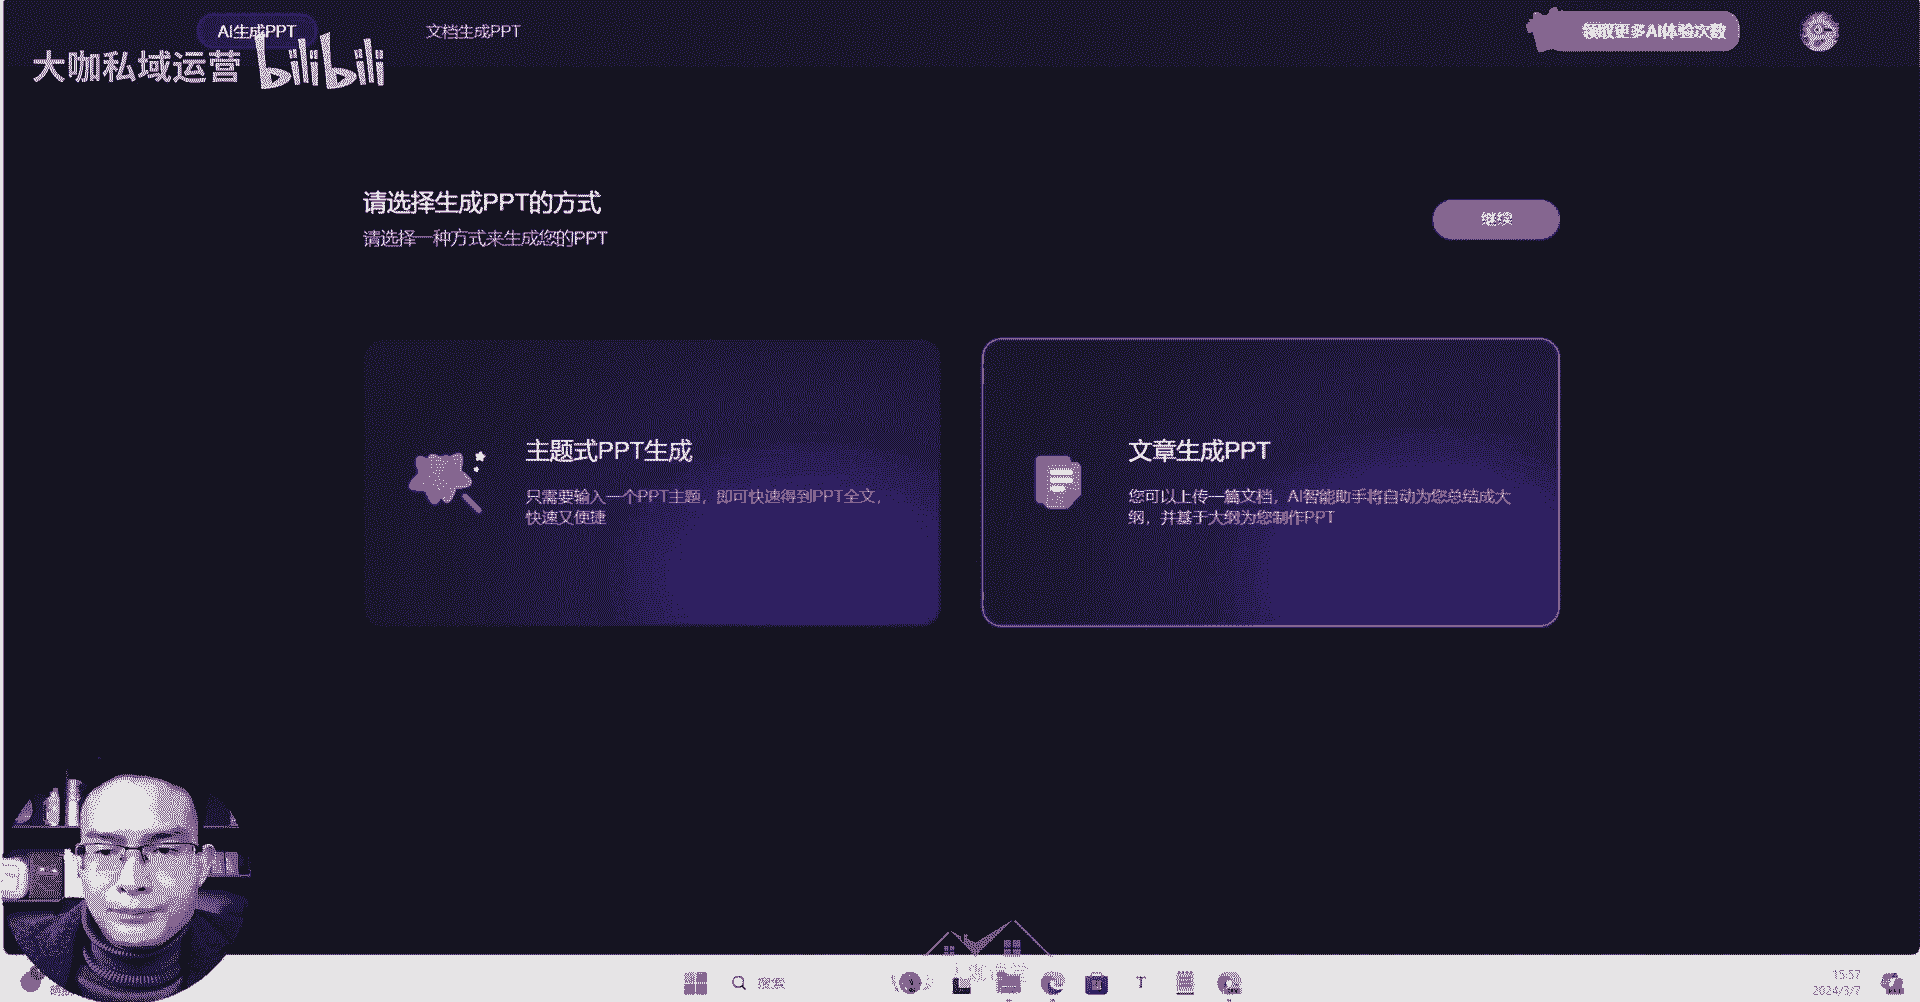 AI生成PPT
文档生成PPT
领取更多AI体验次数
大咖私域运营 bilibili
请选择生成PPT的方式
请选择一种方式来生成您的PPT
继续
主题式PPT生成
只需要输入一个PPT主题，即可快速得到PPT全文，
快速又便捷
文章生成PPT
您可以上传一篇文档，AI智能助手将自动为您总结成大
纲，并基于大纲为您制作PPT
搜索
15:57
2024/3/7